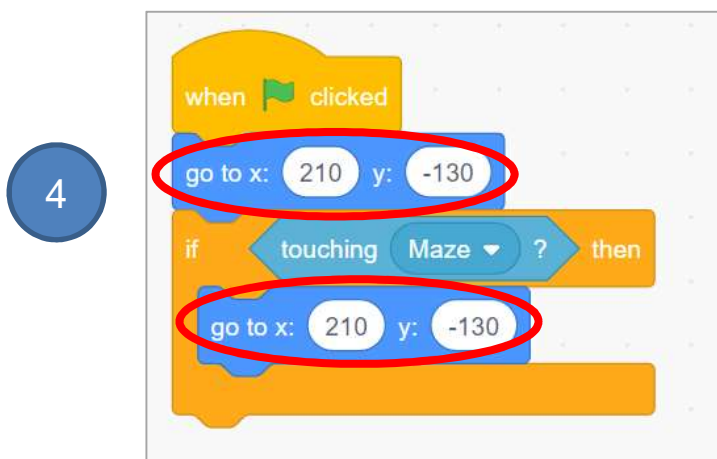 when clicked
4
go to x: 210 y: -130
if touching Maze ? then
go to x: 210 y: -130